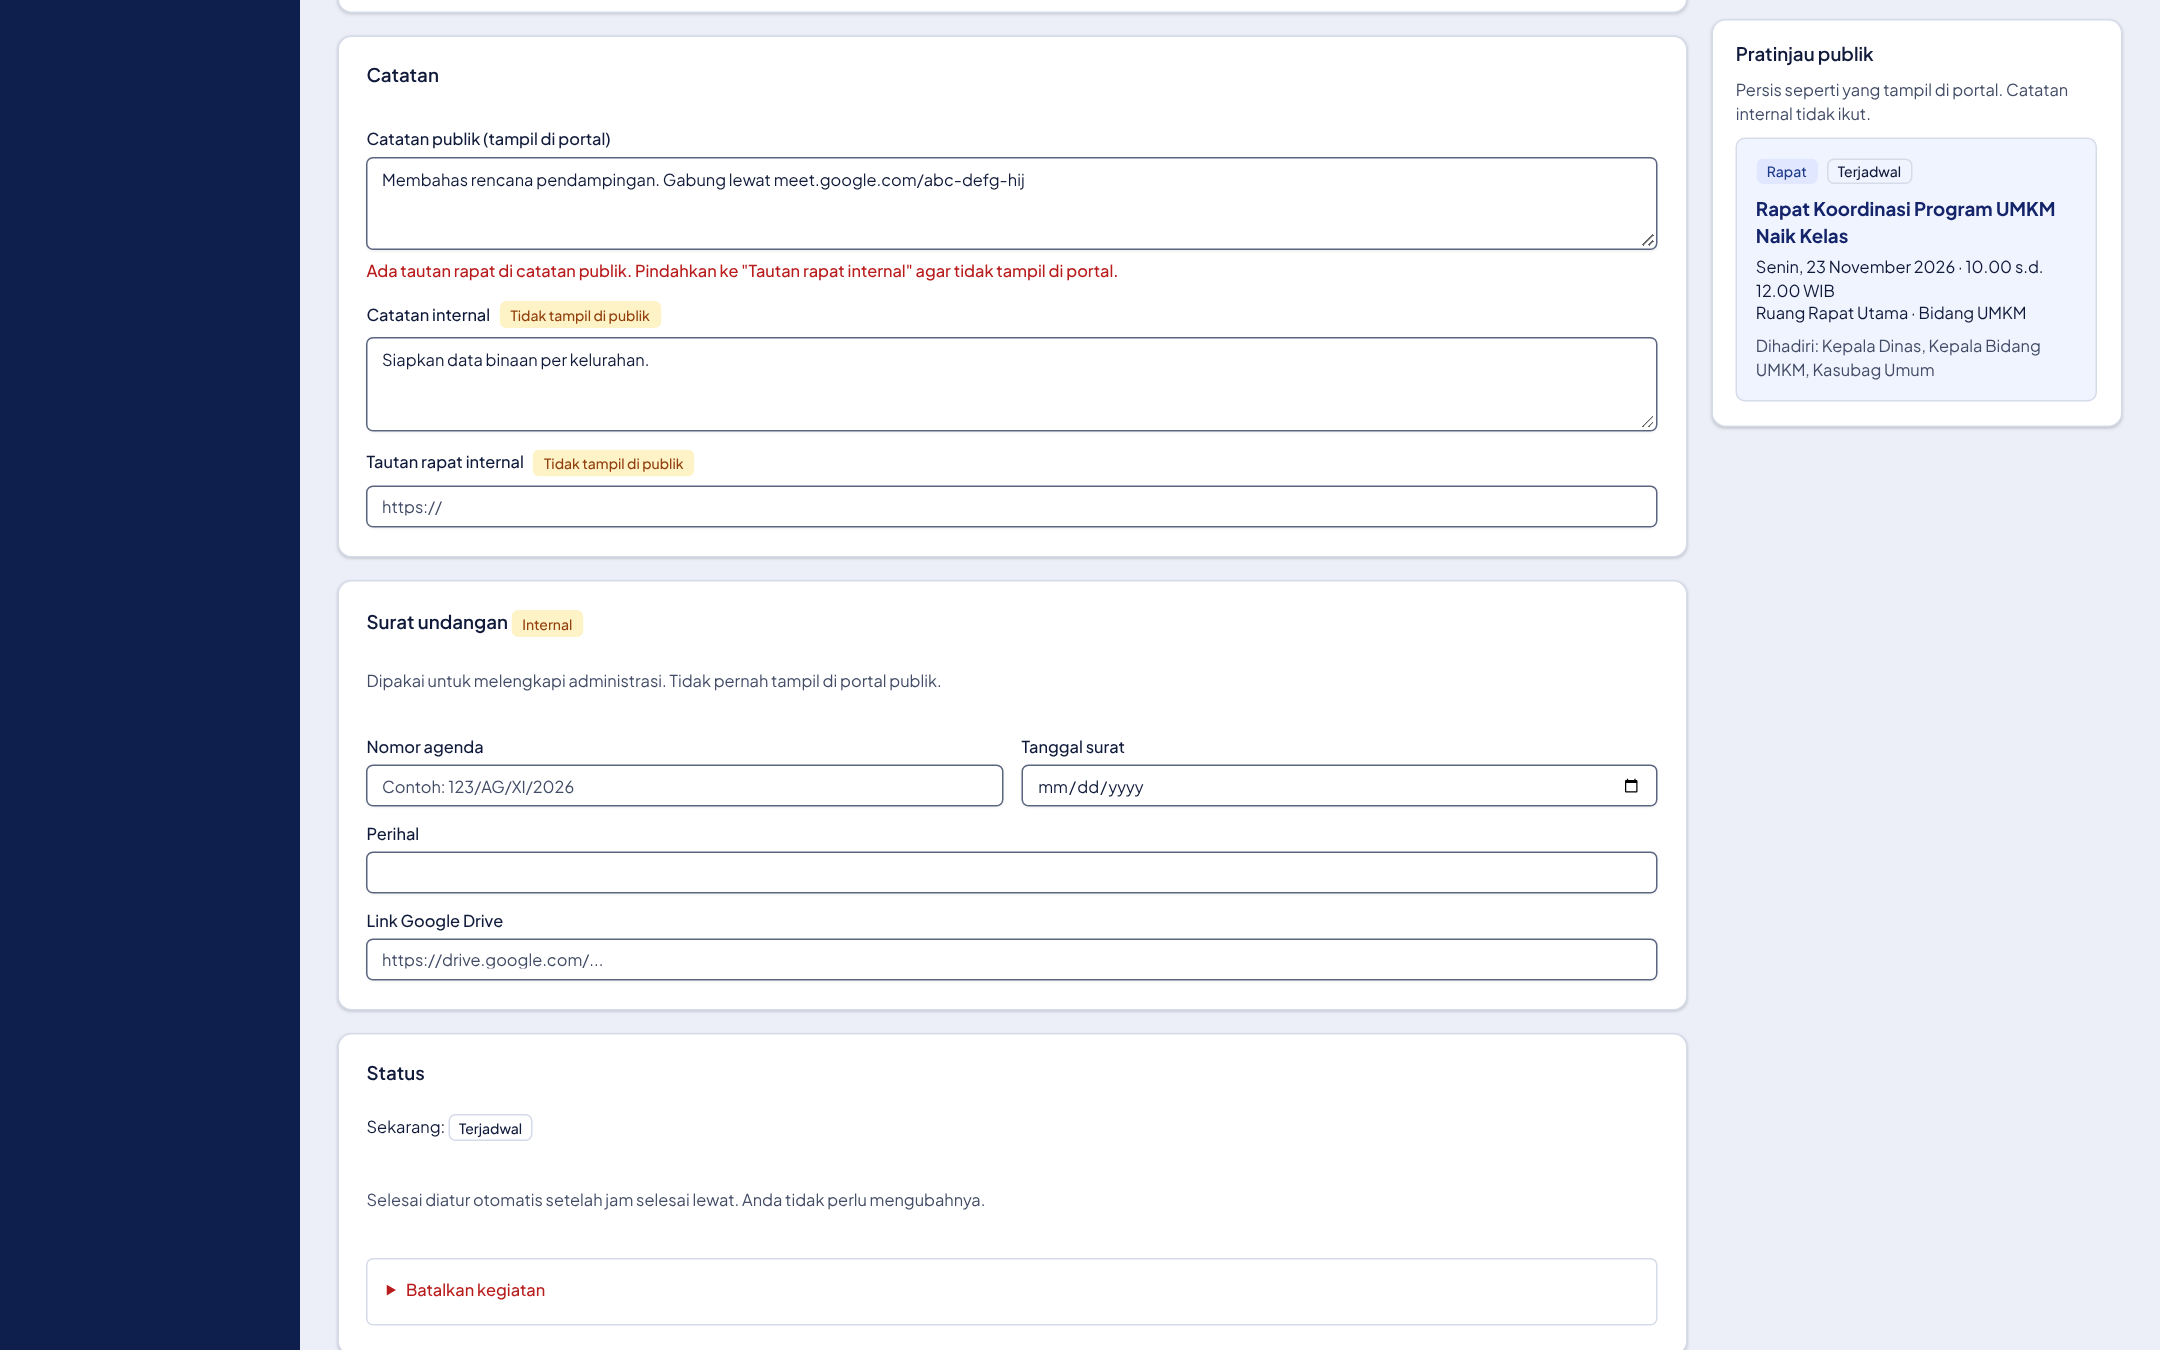 Catatan
Catatan publik (tampil di portal)
Membahas rencana pendampingan. Gabung lewat meet.google.com/abc-defg-hij
Ada tautan rapat di catatan publik. Pindahkan ke "Tautan rapat internal" agar tidak tampil di portal.
Catatan internal Tidak tampil di publik
Siapkan data binaan per kelurahan.
Tautan rapat internal Tidak tampil di publik
https://
Surat undangan Internal
Dipakai untuk melengkapi administrasi. Tidak pernah tampil di portal publik.
Nomor agenda
Contoh: 123/AG/XI/2026
Tanggal surat
mm/dd/yyyy
Perihal
Link Google Drive
https://drive.google.com/...
Status
Sekarang: Terjadwal
Selesai diatur otomatis setelah jam selesai lewat. Anda tidak perlu mengubahnya.
Batalkan kegiatan
Pratinjau publik
Persis seperti yang tampil di portal. Catatan
internal tidak ikut.
Rapat Terjadwal
Rapat Koordinasi Program UMKM
Naik Kelas
Senin, 23 November 2026 · 10.00 s.d.
12.00 WIB
Ruang Rapat Utama · Bidang UMKM
Dihadiri: Kepala Dinas, Kepala Bidang
UMKM, Kasubag Umum